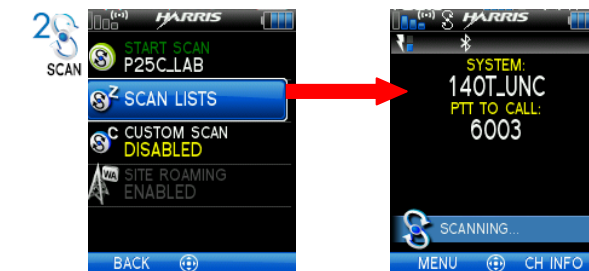 2
SCAN
HARRIS
START SCAN
P25C_LAB
Z SCAN LISTS
C CUSTOM SCAN
DISABLED
WA SITE ROAMING
ENABLED
BACK
HARRIS
SYSTEM:
140T_UNC
PTT TO CALL:
6003
SCANNING...
MENU CH INFO